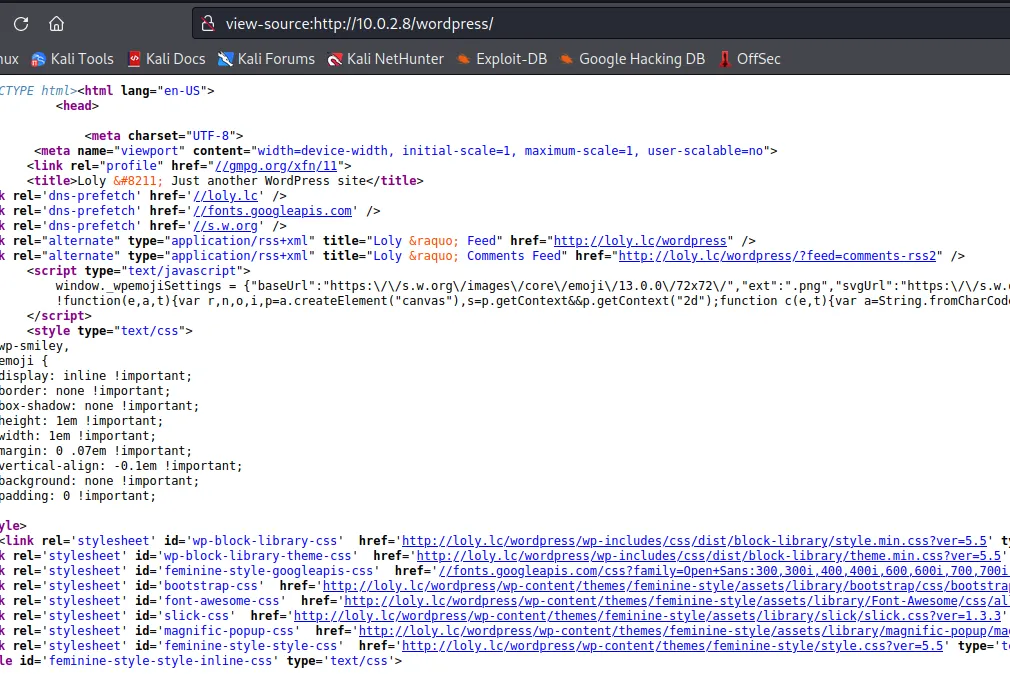 view-source:http://10.0.2.8/wordpress/
nux Kali Tools Kali Docs Kali Forums Kali NetHunter Exploit-DB Google Hacking DB OffSec
CTYPE html><html lang="en-US">
<head>
<meta charset="UTF-8">
<meta name="viewport" content="width=device-width, initial-scale=1, maximum-scale=1, user-scalable=no">
<link rel="profile" href="//gmpg.org/xfn/11">
<title>Loly &#8211; Just another WordPress site</title>
k rel='dns-prefetch' href='//loly.lc' />
k rel='dns-prefetch' href='//fonts.googleapis.com' />
k rel='dns-prefetch' href='//s.w.org' />
k rel="alternate" type="application/rss+xml" title="Loly &raquo; Feed" href="http://loly.lc/wordpress" />
k rel="alternate" type="application/rss+xml" title="Loly &raquo; Comments Feed" href="http://loly.lc/wordpress/?feed=comments-rss2" />
<script type="text/javascript">
window._wpemojiSettings = {"baseUrl":"https:\/\/s.w.org\/images\/core\/emoji\/13.0.0\/72x72\/","ext":".png","svgUrl":"https:\/\/s.w.o
!function(e,a,t){var r,n,o,i,p=a.createElement("canvas"),s=p.getContext&&p.getContext("2d");function c(e,t){var a=String.fromCharCode
</script>
<style type="text/css">
wp-smiley,
emoji {
display: inline !important;
border: none !important;
box-shadow: none !important;
height: 1em !important;
width: 1em !important;
margin: 0 .07em !important;
vertical-align: -0.1em !important;
background: none !important;
padding: 0 !important;
yle>
<link rel='stylesheet' id='wp-block-library-css' href='http://loly.lc/wordpress/wp-includes/css/dist/block-library/style.min.css?ver=5.5' ty
k rel='stylesheet' id='wp-block-library-theme-css' href='http://loly.lc/wordpress/wp-includes/css/dist/block-library/theme.min.css?ver=5.5'
k rel='stylesheet' id='feminine-style-googleapis-css' href='//fonts.googleapis.com/css?family=Open+Sans:300,300i,400,400i,600,600i,700,700i
k rel='stylesheet' id='bootstrap-css' href='http://loly.lc/wordpress/wp-content/themes/feminine-style/assets/library/bootstrap/css/bootstrap
k rel='stylesheet' id='font-awesome-css' href='http://loly.lc/wordpress/wp-content/themes/feminine-style/assets/library/Font-Awesome/css/al
k rel='stylesheet' id='slick-css' href='http://loly.lc/wordpress/wp-content/themes/feminine-style/assets/library/slick/slick.css?ver=1.3.3'
k rel='stylesheet' id='magnific-popup-css' href='http://loly.lc/wordpress/wp-content/themes/feminine-style/assets/library/magnific-popup/mag
k rel='stylesheet' id='feminine-style-style-css' href='http://loly.lc/wordpress/wp-content/themes/feminine-style/style.css?ver=5.5' type='te
le id='feminine-style-style-inline-css' type='text/css'>